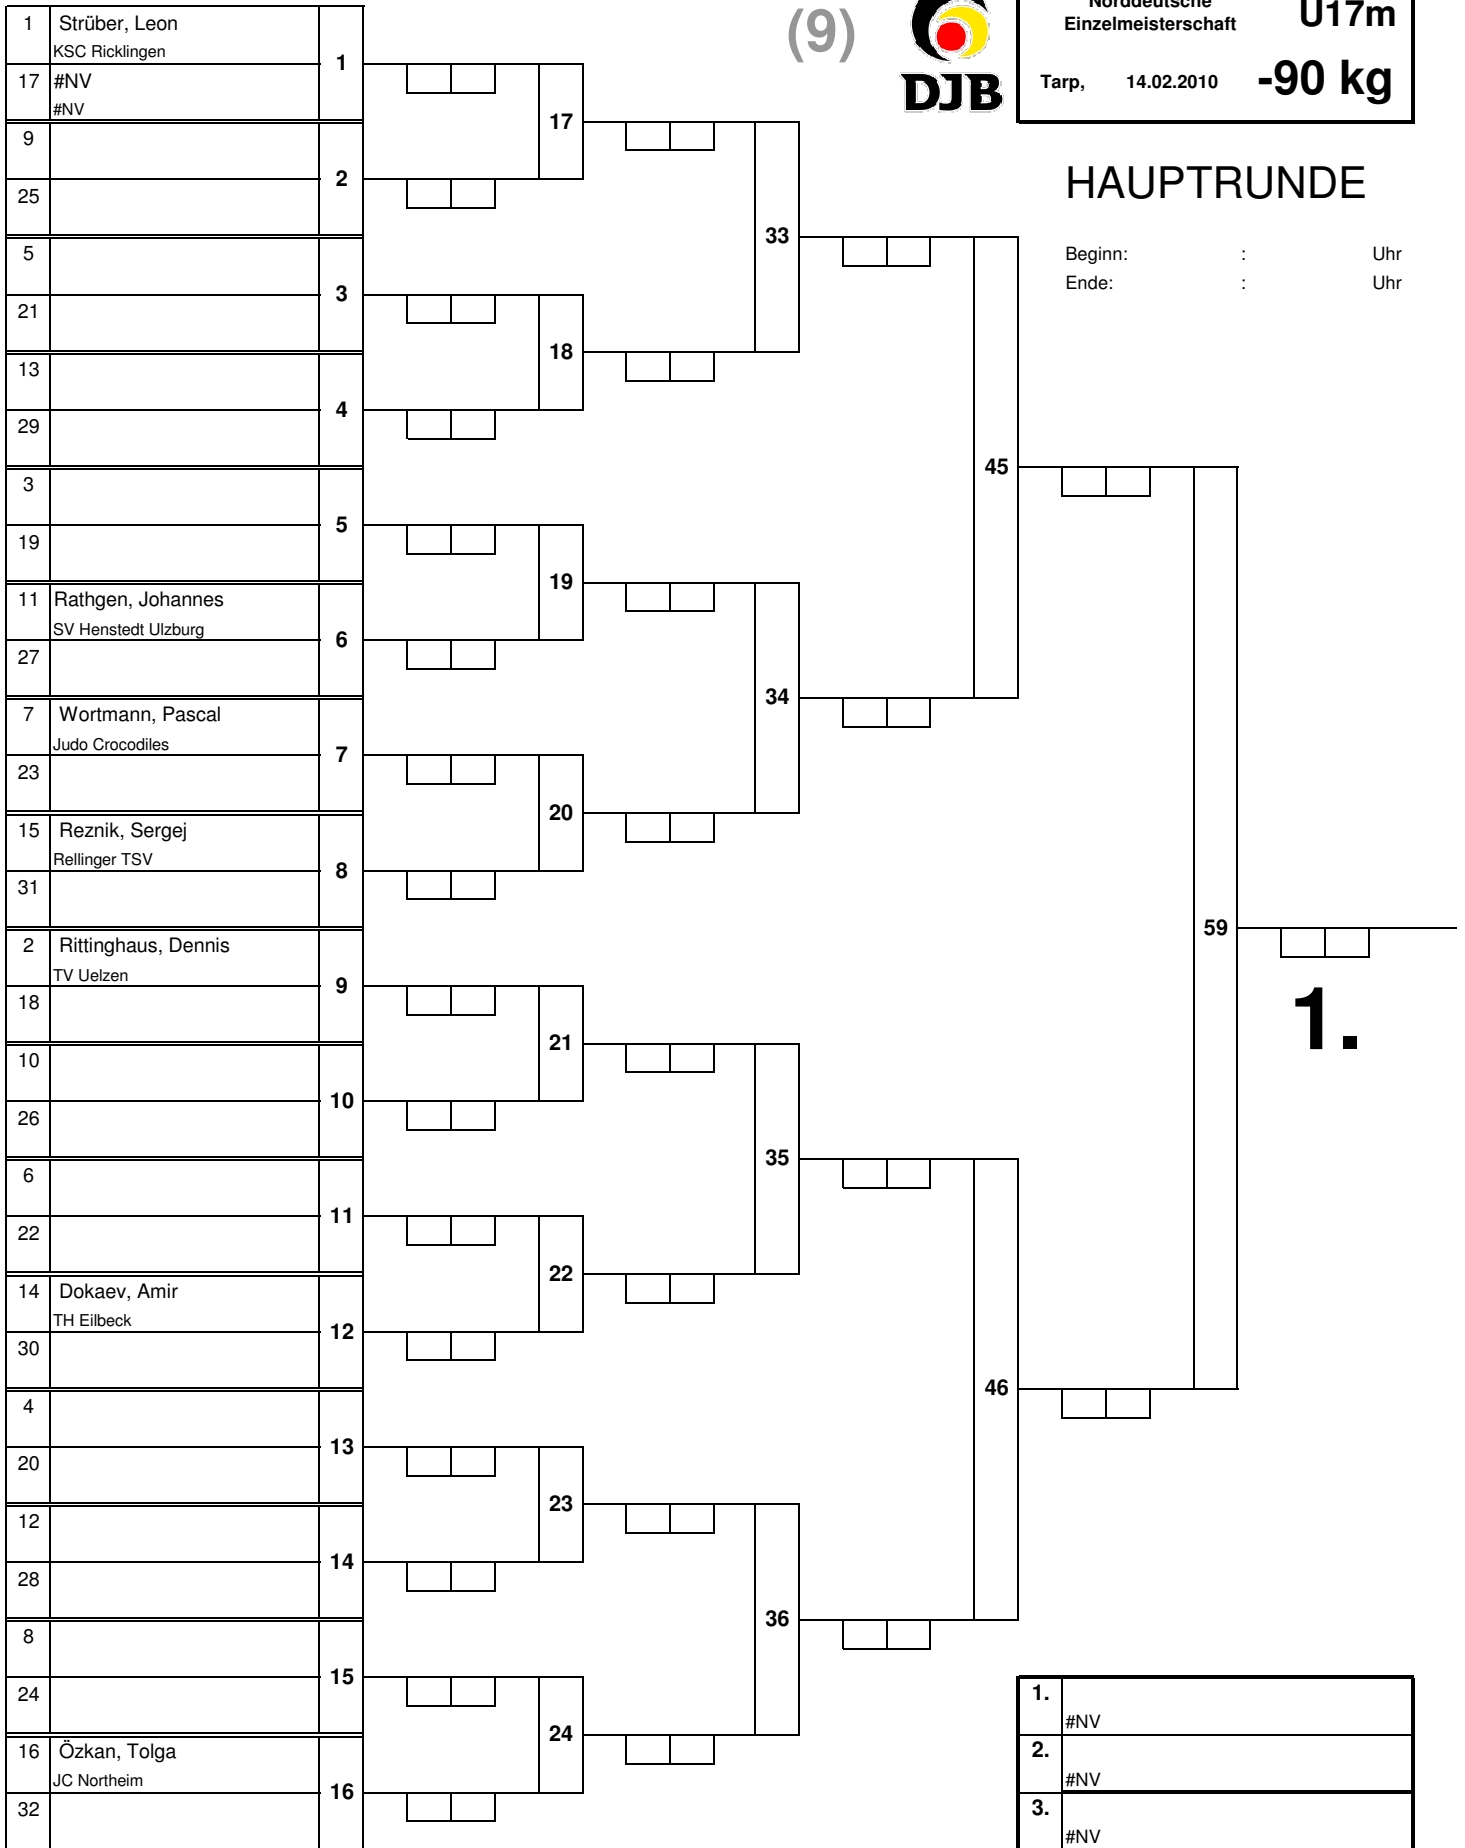 (9)
DJB
Norddeutsche
Einzelmeisterschaft
U17m
Tarp, 14.02.2010 -90 kg
HAUPTRUNDE
Beginn: : Uhr
Ende: : Uhr
1 Strüber, Leon
KSC Ricklingen
1
17 #NV
#NV
17
9
2
25
33
5
3
21
18
13
4
29
45
3
5
19
19
11 Rathgen, Johannes
SV Henstedt Ulzburg
6
27
34
7 Wortmann, Pascal
Judo Crocodiles
7
23
20
15 Reznik, Sergej
Rellinger TSV
8
31
59
1.
2 Rittinghaus, Dennis
TV Uelzen
9
18
21
10
10
26
35
6
11
22
22
14 Dokaev, Amir
TH Eilbeck
12
30
46
4
13
20
23
12
14
28
36
8
15
24
24
16 Özkan, Tolga
JC Northeim
16
32
1.
#NV
2.
#NV
3.
#NV